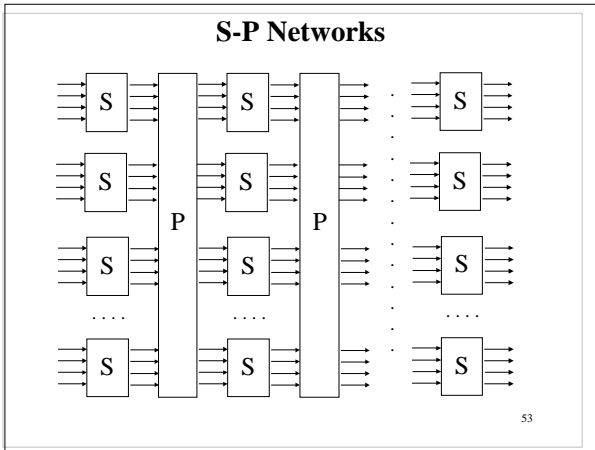 S-P Networks
S S S
S S S
P P
S S S
. . . . . . . . . . . .
S S S
53